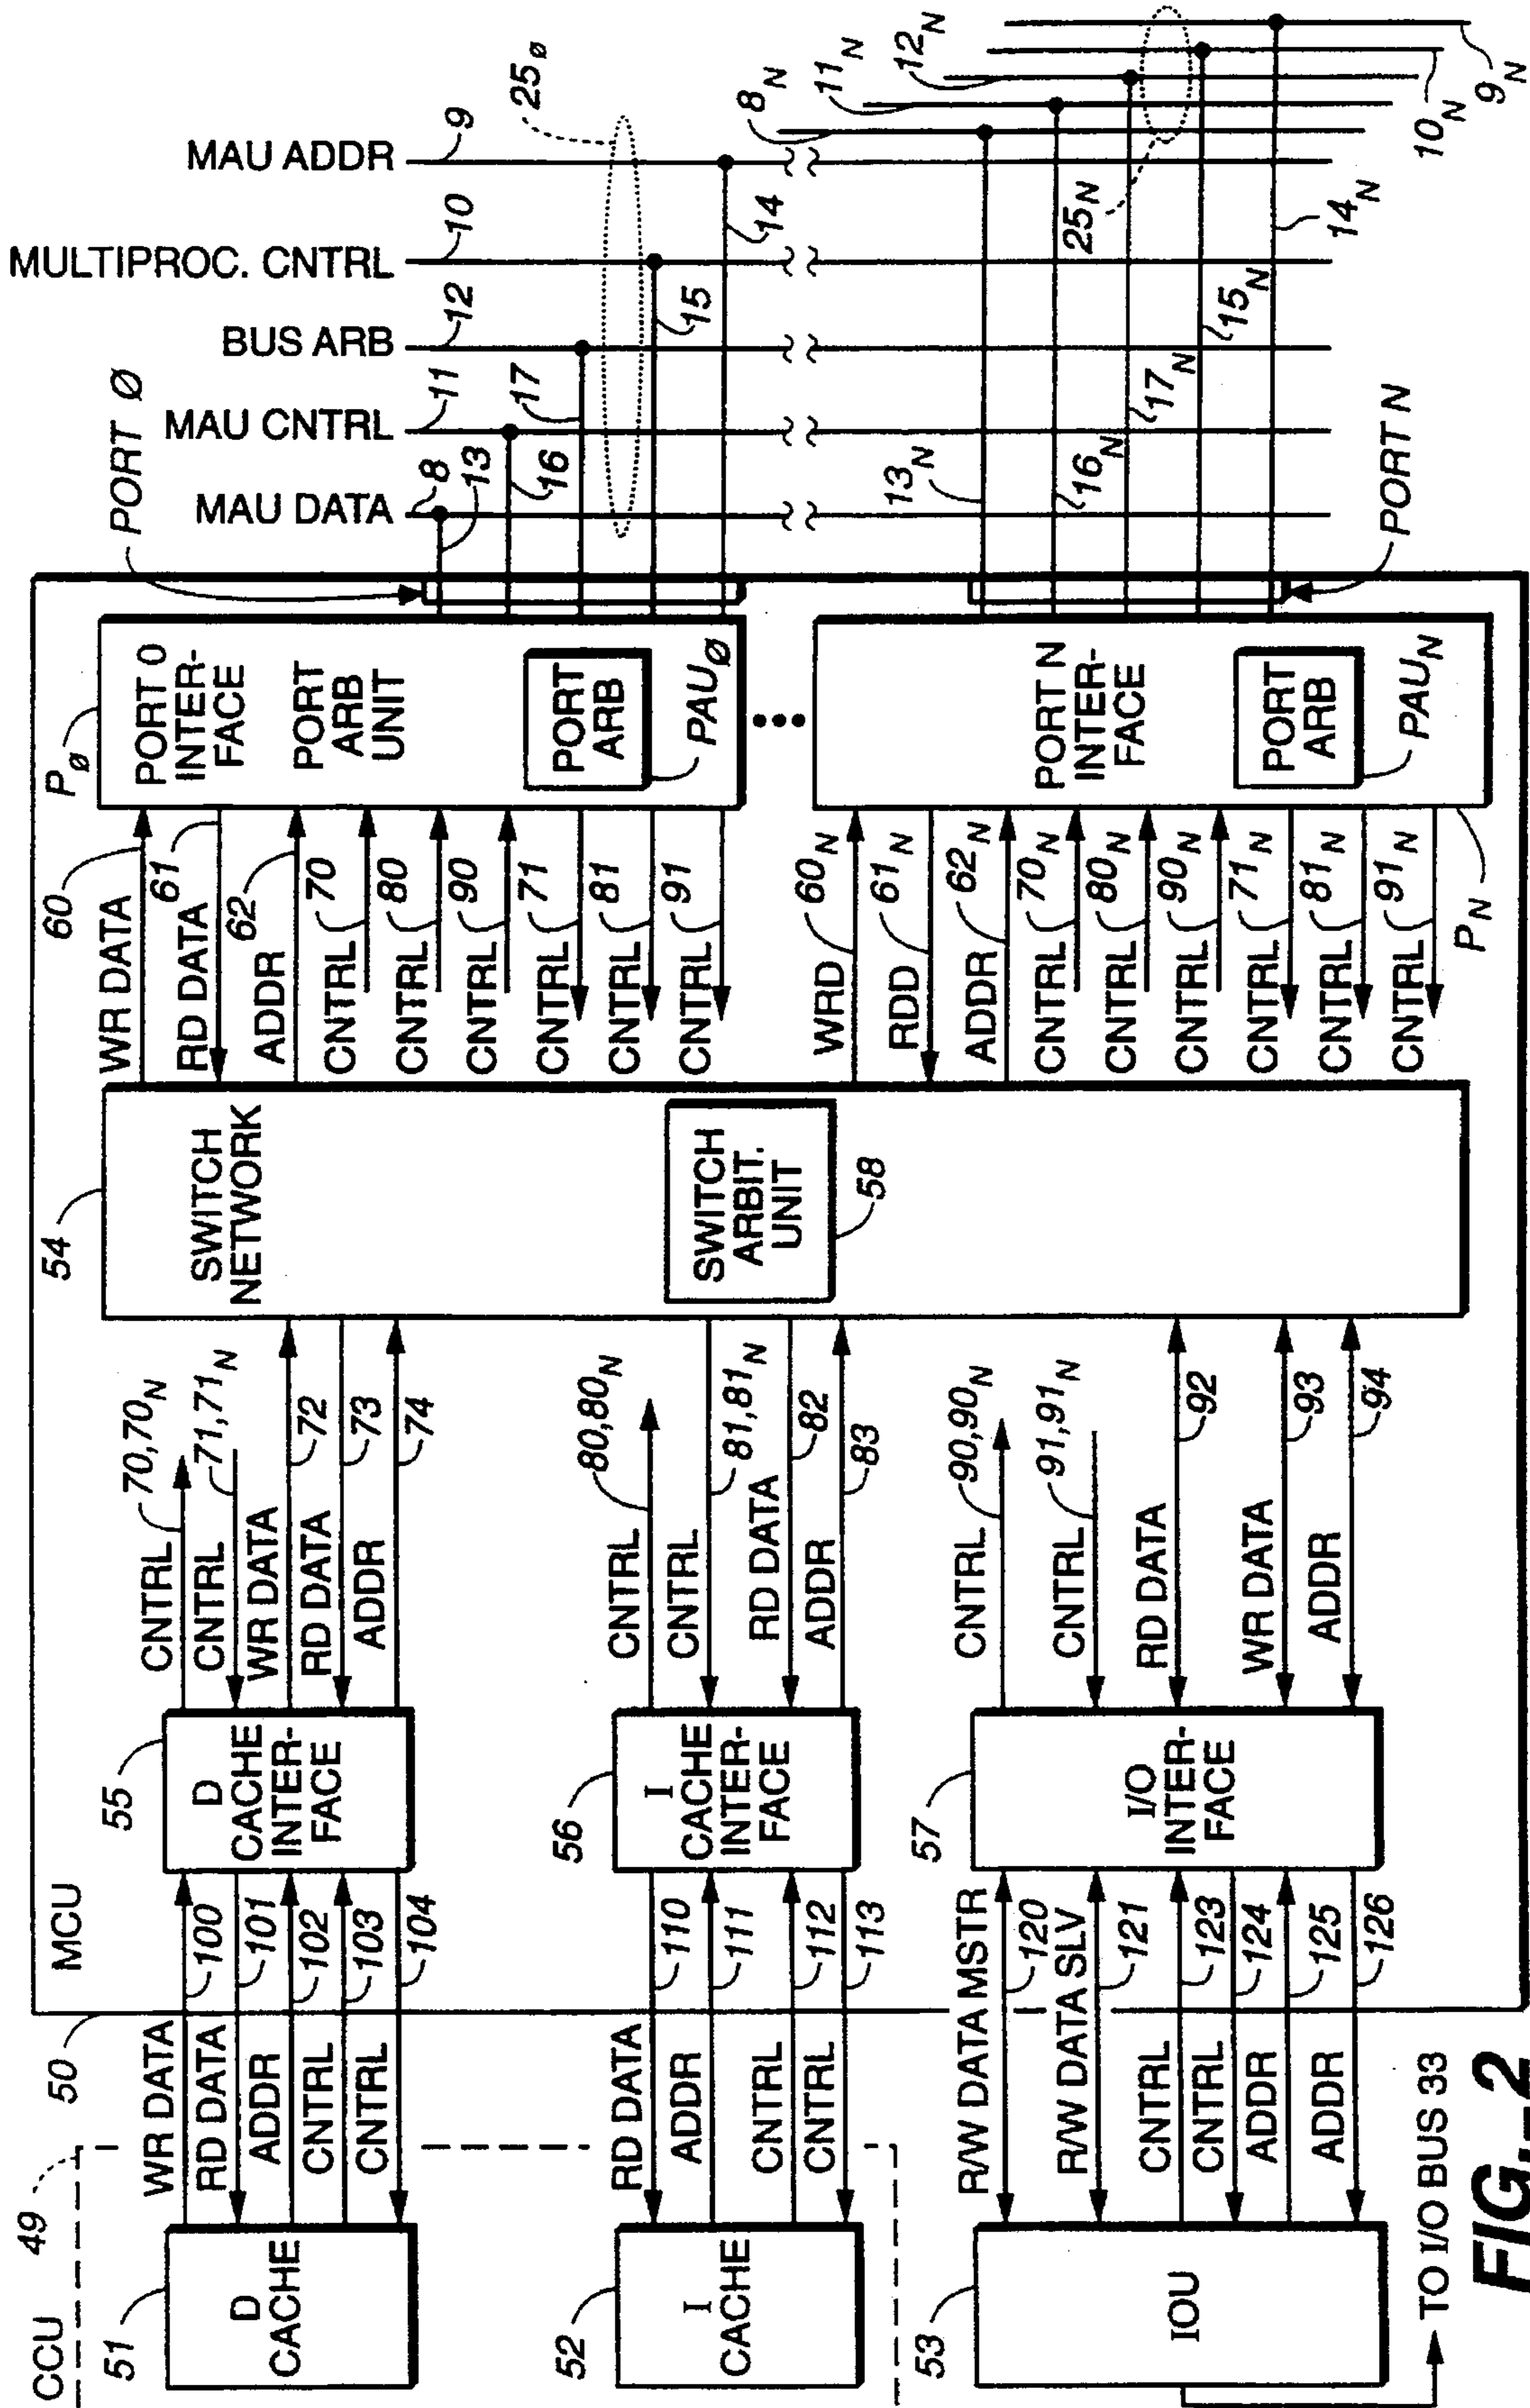 CCU
49
50
MCU
51
D
CACHE
WR DATA
100
RD DATA
101
ADDR
102
CNTRL
103
CNTRL
104
55
D
CACHE
INTER-
FACE
CNTRL
70,70N
CNTRL
71,71N
WR DATA
72
RD DATA
73
ADDR
74
52
I
CACHE
RD DATA
110
ADDR
111
CNTRL
112
CNTRL
113
56
I
CACHE
INTER-
FACE
CNTRL
80,80N
CNTRL
81,81N
RD DATA
82
ADDR
83
53
IOU
R/W DATA MSTR
120
R/W DATA SLV
121
CNTRL
123
CNTRL
124
ADDR
125
ADDR
126
57
I/O
INTER-
FACE
CNTRL
90,90N
CNTRL
91,91N
RD DATA
92
WR DATA
93
ADDR
94
TO I/O BUS 33
54
SWITCH
NETWORK
SWITCH
ARBIT.
UNIT
58
WR DATA
60
RD DATA
61
ADDR
62
CNTRL
70
CNTRL
80
CNTRL
90
CNTRL
71
CNTRL
81
CNTRL
91
PØ
PORT 0
INTER-
FACE
PORT
ARB
UNIT
PORT
ARB
PAUØ
WRD
60N
RDD
61N
ADDR
62N
CNTRL
70N
CNTRL
80N
CNTRL
90N
CNTRL
71N
CNTRL
81N
CNTRL
91N
PN
PORT N
INTER-
FACE
PORT
ARB
PAUN
PORT Ø
PORT N
MAU DATA
8
MAU CNTRL
11
BUS ARB
12
MULTIPROC. CNTRL
10
MAU ADDR
9
13
16
17
15
14
25Ø
13N
16N
17N
15N
14N
8N
11N
12N
25N
10N
9N
FIG._2